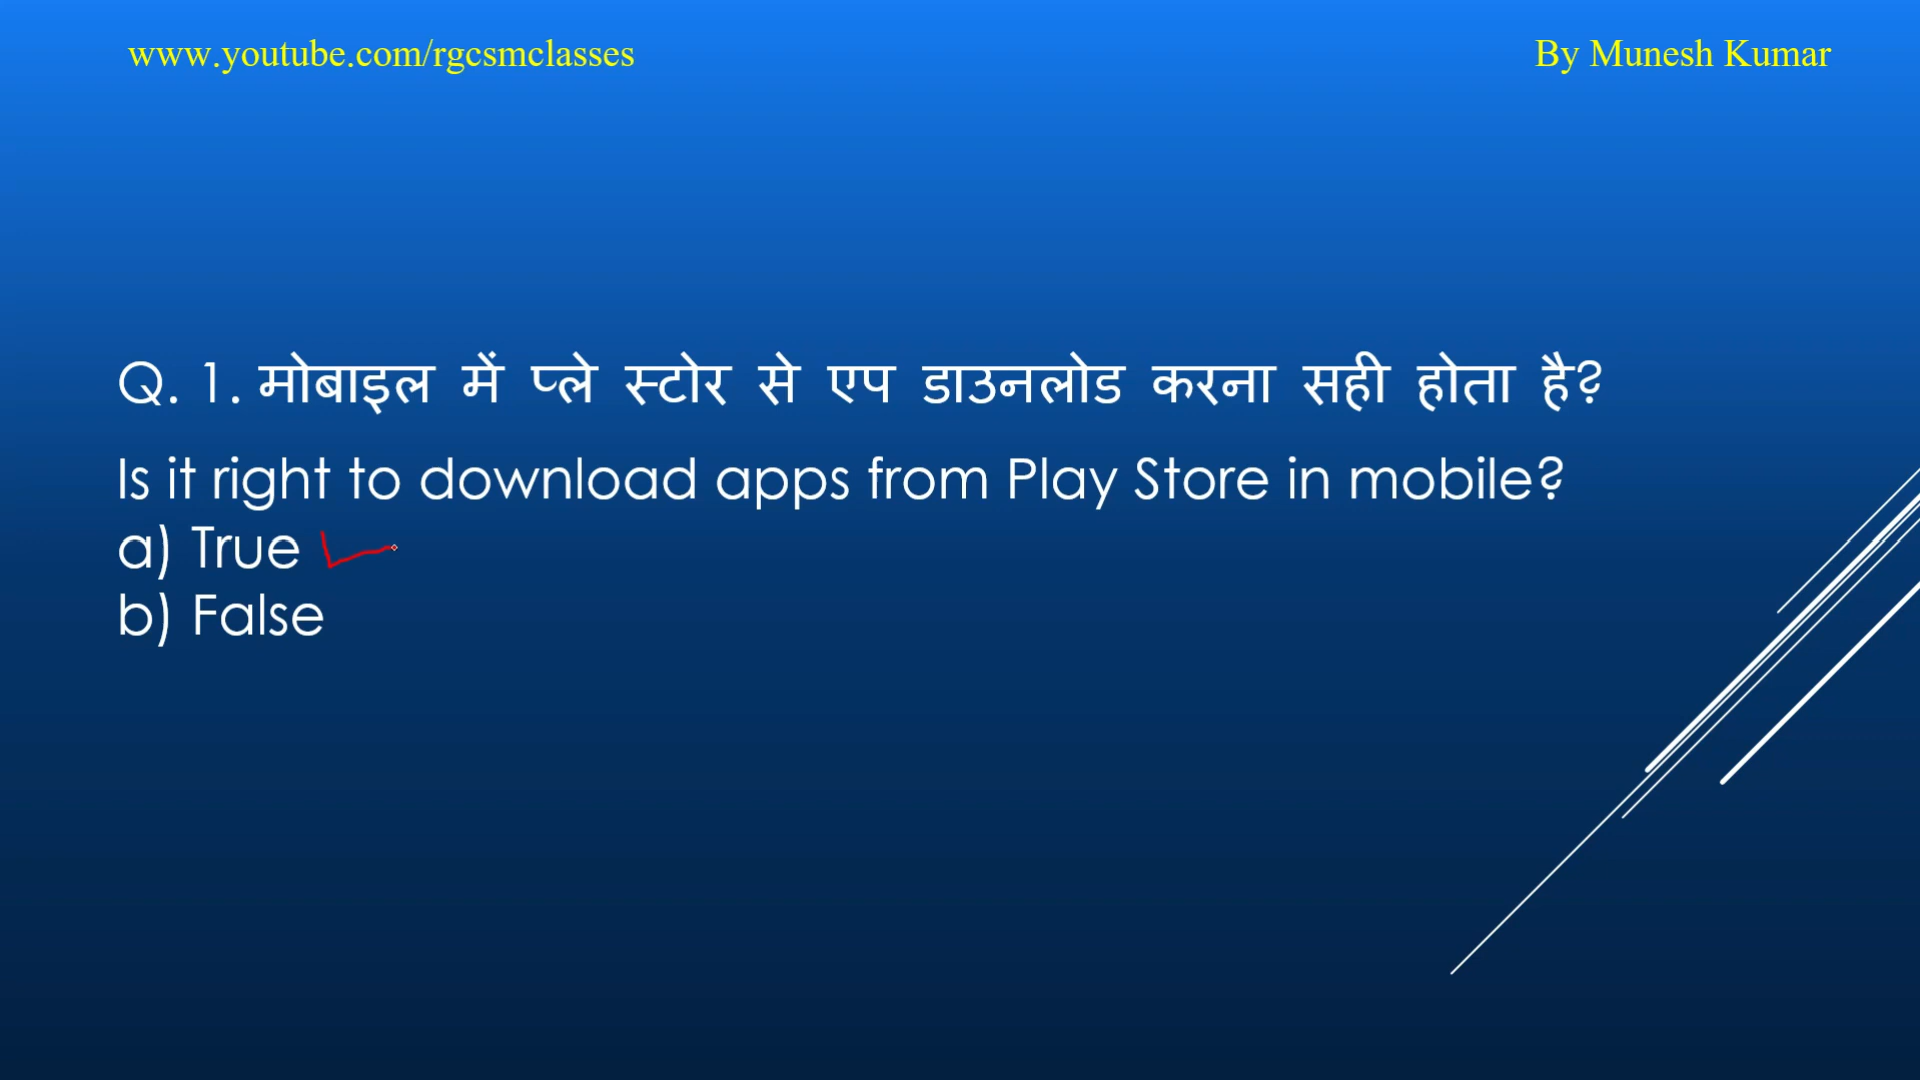 www.youtube.com/rgcsmclasses
By Munesh Kumar
Q. 1. मोबाइल में प्ले स्टोर से एप डाउनलोड करना सही होता है?
Is it right to download apps from Play Store in mobile?
a) True
b) False